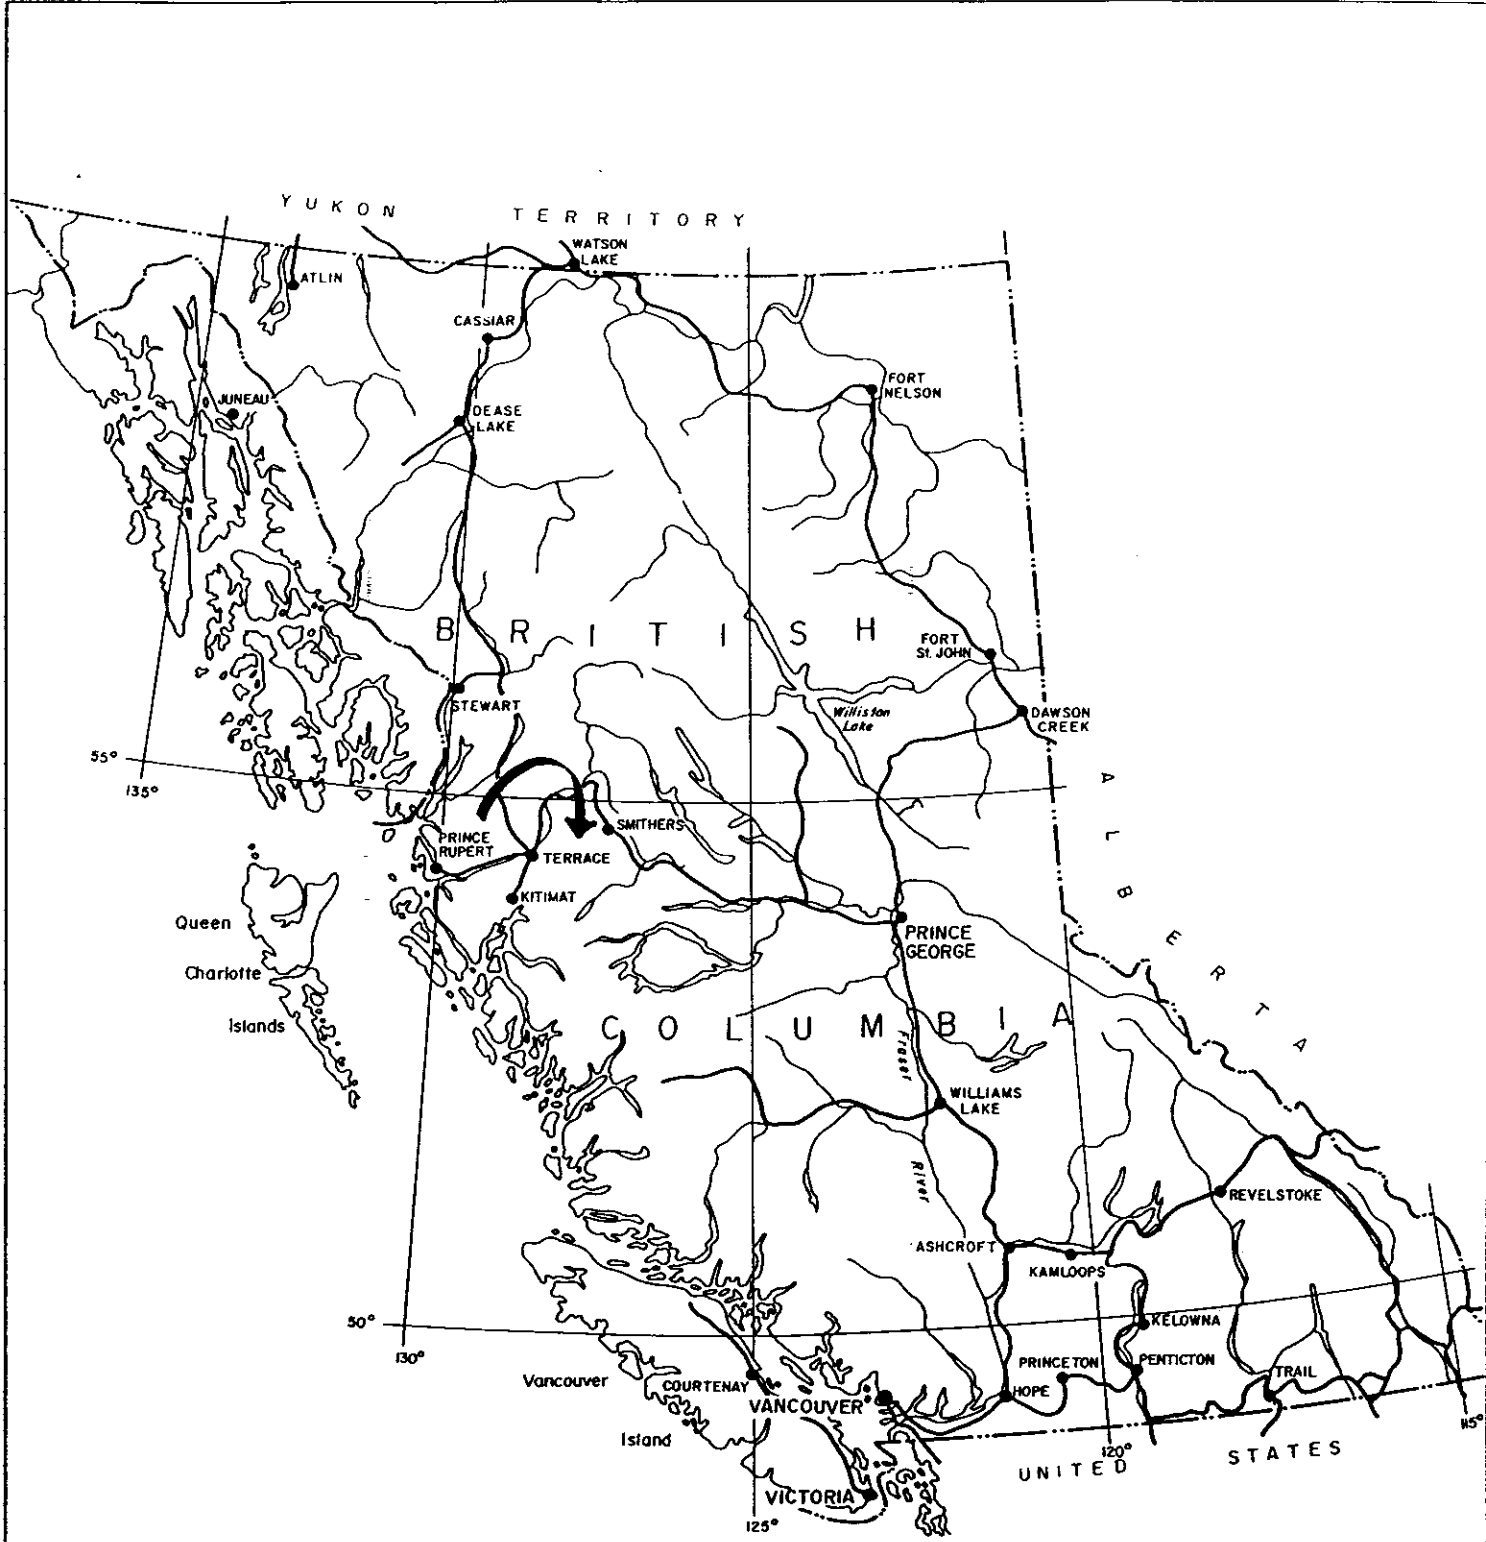 YUKON TERRITORY
WATSON
LAKE
ATLIN
CASSIAR
FORT
NELSON
JUNEAU
DEASE
LAKE
BRITISH
FORT
St. JOHN
STEWART
Williston
Lake
DAWSON
CREEK
55°
135°
ALBERTA
PRINCE
RUPERT
SMITHERS
TERRACE
KITIMAT
Queen
Charlotte
Islands
PRINCE
GEORGE
COLUMBIA
Fraser
River
WILLIAMS
LAKE
REVELSTOKE
ASHCROFT
KAMLOOPS
50°
130°
KELOWNA
PRINCETON
PENTICTON
TRAIL
HOPE
Vancouver
Island
COURTENAY
VANCOUVER
115°
120°
UNITED STATES
VICTORIA
125°